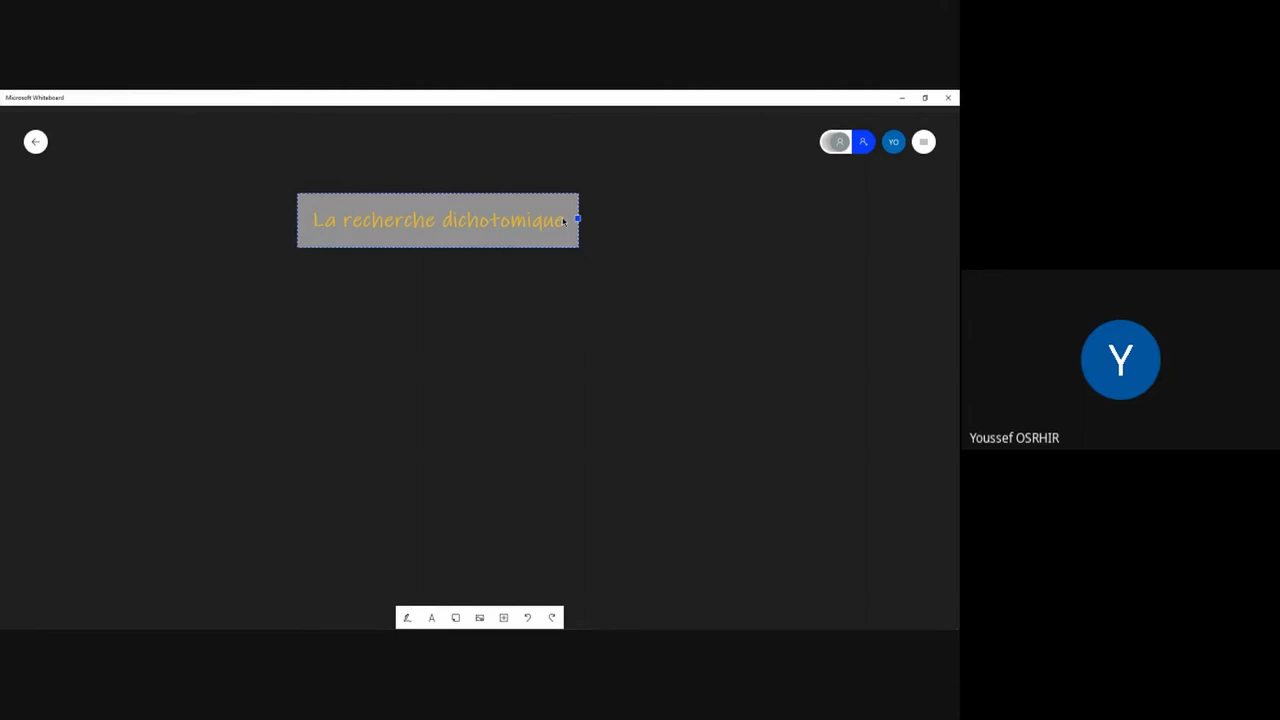 Microsoft Whiteboard
YO
La recherche dichotomique
Y
Youssef OSRHIR